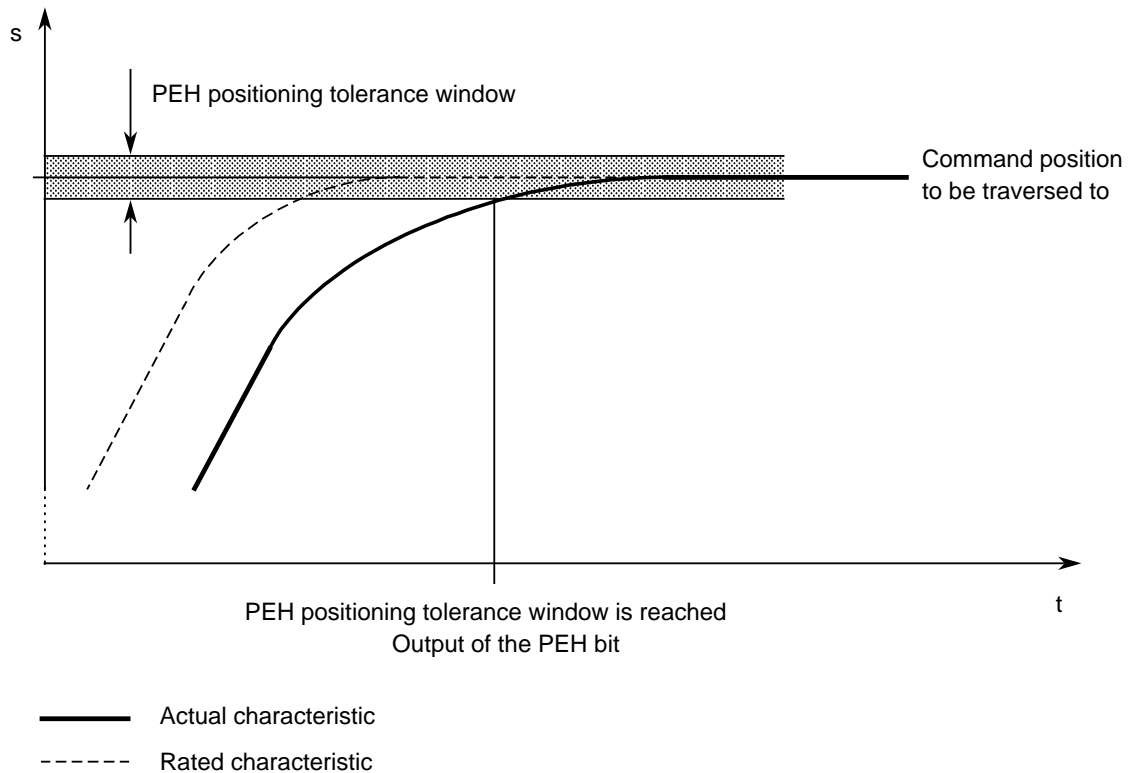 s
PEH positioning tolerance window
Command position
to be traversed to
PEH positioning tolerance window is reached
Output of the PEH bit
t
Actual characteristic
Rated characteristic